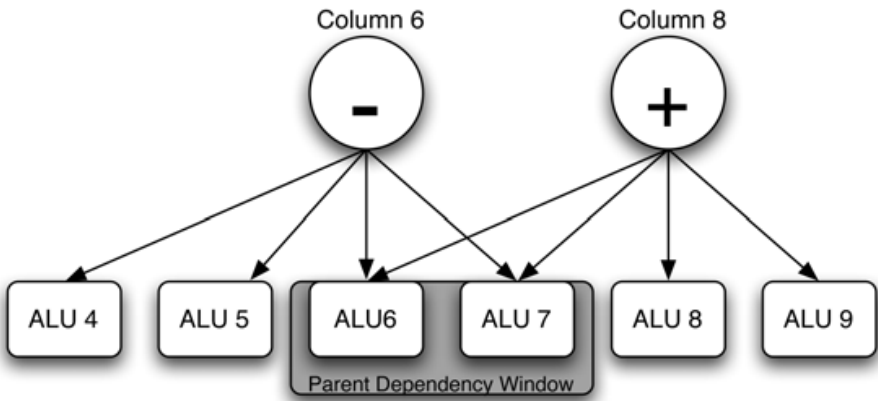 Column 6 Column 8
- +
ALU 4 ALU 5 ALU6 ALU 7 ALU 8 ALU 9
Parent Dependency Window